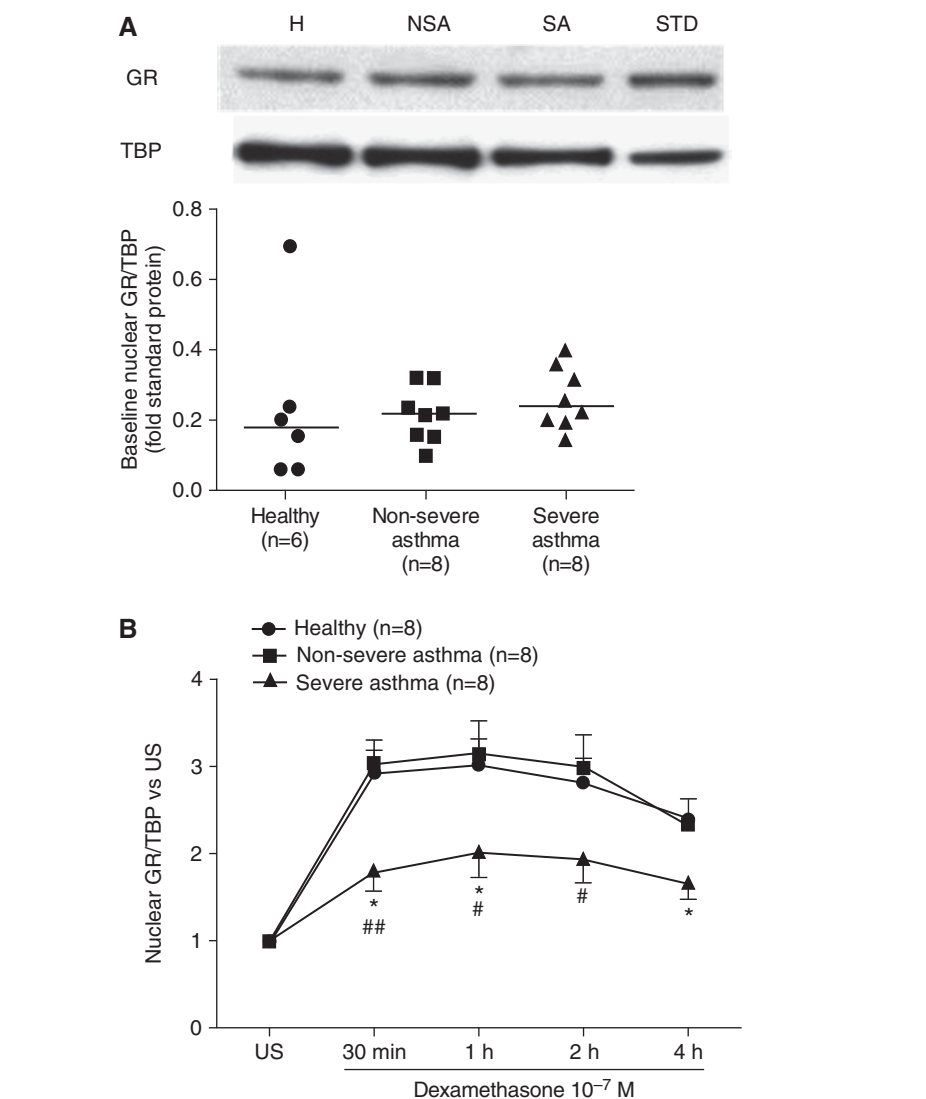 A
H NSA SA STD
GR
TBP
Baseline nuclear GR/TBP
(fold standard protein)
0.8
0.6
0.4
0.2
0.0
Healthy
(n=6)
Non-severe
asthma
(n=8)
Severe
asthma
(n=8)
B
Healthy (n=8)
Non-severe asthma (n=8)
Severe asthma (n=8)
Nuclear GR/TBP vs US
4
3
2
1
0
*
##
*
#
#
*
US 30 min 1 h 2 h 4 h
Dexamethasone 10⁻⁷ M